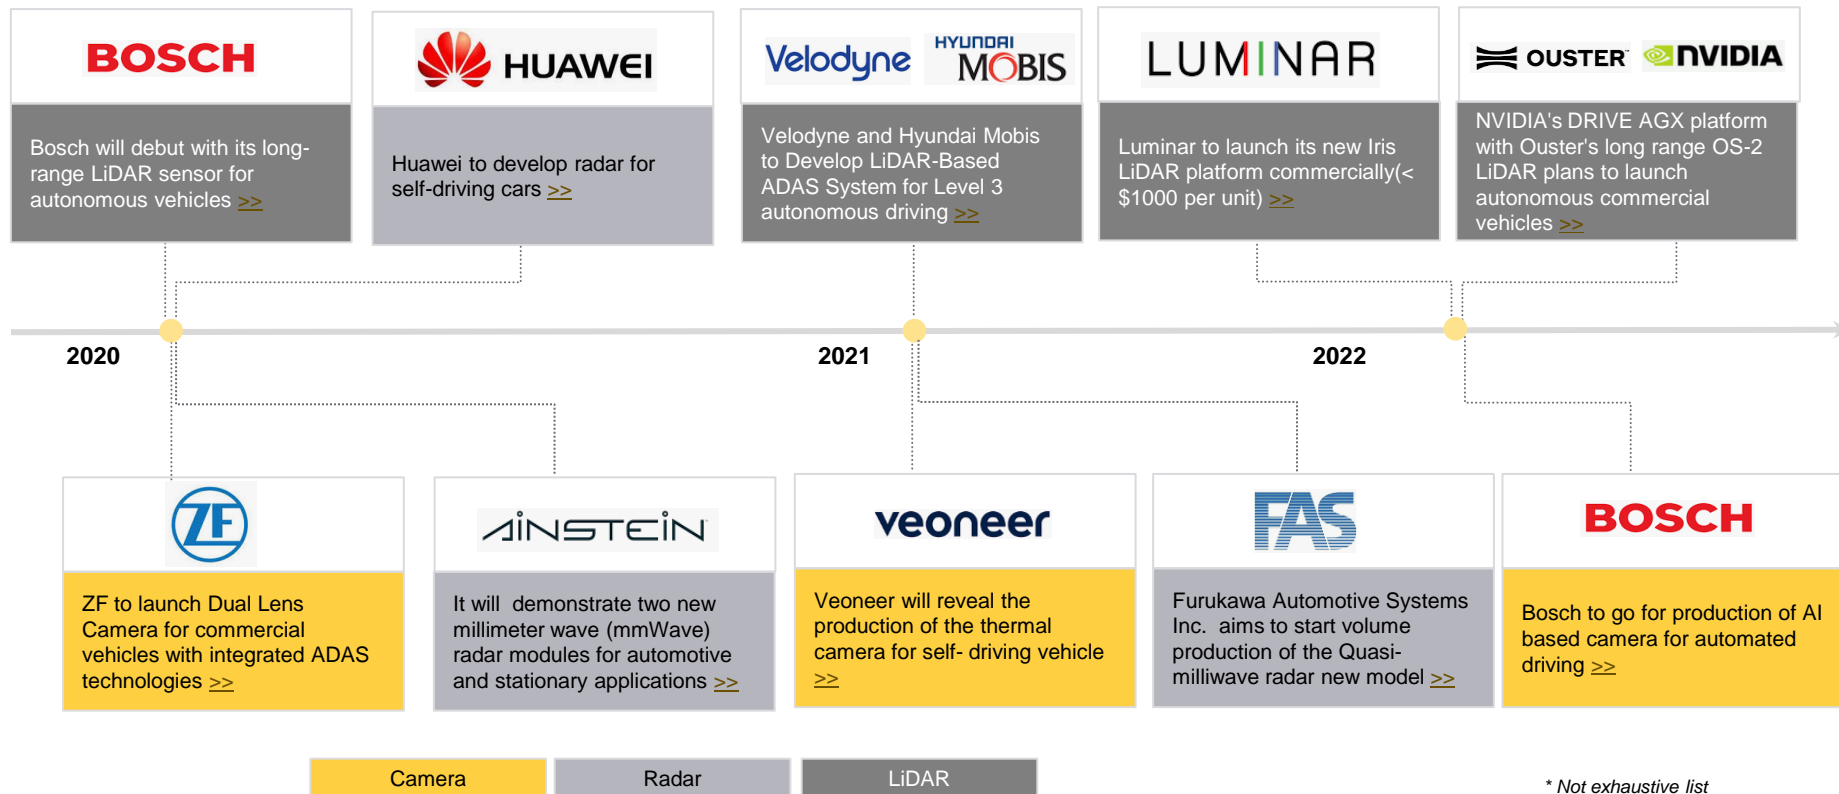 BOSCH
Bosch will debut with its long-
range LiDAR sensor for
autonomous vehicles >>
HUAWEI
Huawei to develop radar for
self-driving cars >>
Velodyne
HYUNDAI
MOBIS
Velodyne and Hyundai Mobis
to Develop LiDAR-Based
ADAS System for Level 3
autonomous driving >>
LUMINAR
Luminar to launch its new Iris
LiDAR platform commercially(<
$1000 per unit) >>
OUSTER
NVIDIA
NVIDIA's DRIVE AGX platform
with Ouster's long range OS-2
LiDAR plans to launch
autonomous commercial
vehicles >>
2020
2021
2022
ZF
ZF to launch Dual Lens
Camera for commercial
vehicles with integrated ADAS
technologies >>
AINSTEIN
It will  demonstrate two new
millimeter wave (mmWave)
radar modules for automotive
and stationary applications >>
veoneer
Veoneer will reveal the
production of the thermal
camera for self- driving vehicle
>>
FAS
Furukawa Automotive Systems
Inc.  aims to start volume
production of the Quasi-
milliwave radar new model >>
BOSCH
Bosch to go for production of AI
based camera for automated
driving >>
Camera
Radar
LiDAR
* Not exhaustive list